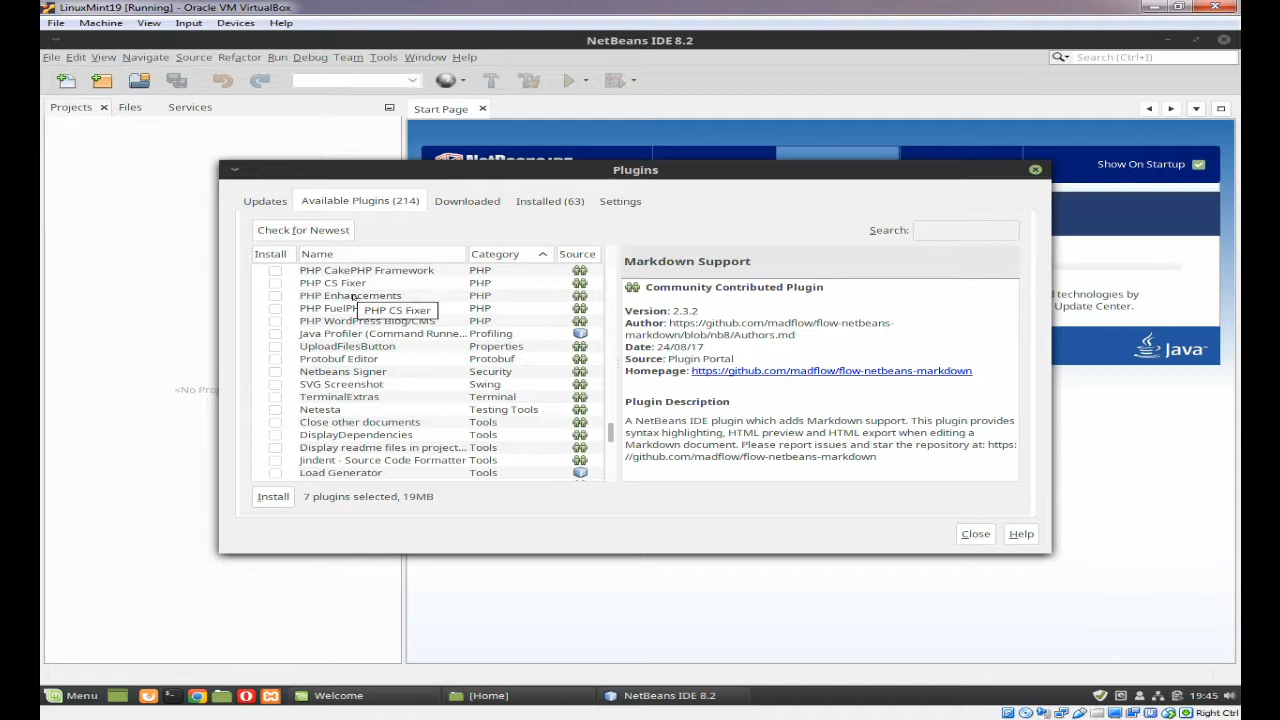 LinuxMint19 [Running] - Oracle VM VirtualBox
File Machine View Input Devices Help
NetBeans IDE 8.2
File Edit View Navigate Source Refactor Run Debug Team Tools Window Help
Search (Ctrl+I)
Projects Files Services
Start Page
Show On Startup
Plugins
Updates Available Plugins (214) Downloaded Installed (63) Settings
Check for Newest
Search:
Install Name Category Source
PHP CakePHP Framework PHP
PHP CS Fixer PHP
PHP Enhancements PHP
PHP CS Fixer
PHP WordPress Blog/CMS PHP
Java Profiler (Command Runne... Profiling
UploadFilesButton Properties
Protobuf Editor Protobuf
Netbeans Signer Security
SVG Screenshot Swing
TerminalExtras Terminal
Netesta Testing Tools
Close other documents Tools
DisplayDependencies Tools
Display readme files in project... Tools
Jindent - Source Code Formatter Tools
Load Generator Tools
Markdown Support
Community Contributed Plugin
Version: 2.3.2
Author: https://github.com/madflow/flow-netbeans-
markdown/blob/nb8/Authors.md
Date: 24/08/17
Source: Plugin Portal
Homepage: https://github.com/madflow/flow-netbeans-markdown
Plugin Description
A NetBeans IDE plugin which adds Markdown support. This plugin provides
syntax highlighting, HTML preview and HTML export when editing a
Markdown document. Please report issues and star the repository at: https:
//github.com/madflow/flow-netbeans-markdown
Install 7 plugins selected, 19MB
Close Help
<No Pro
technologies by
Update Center.
Java
Menu Welcome [Home] NetBeans IDE 8.2 19:45
Right Ctrl